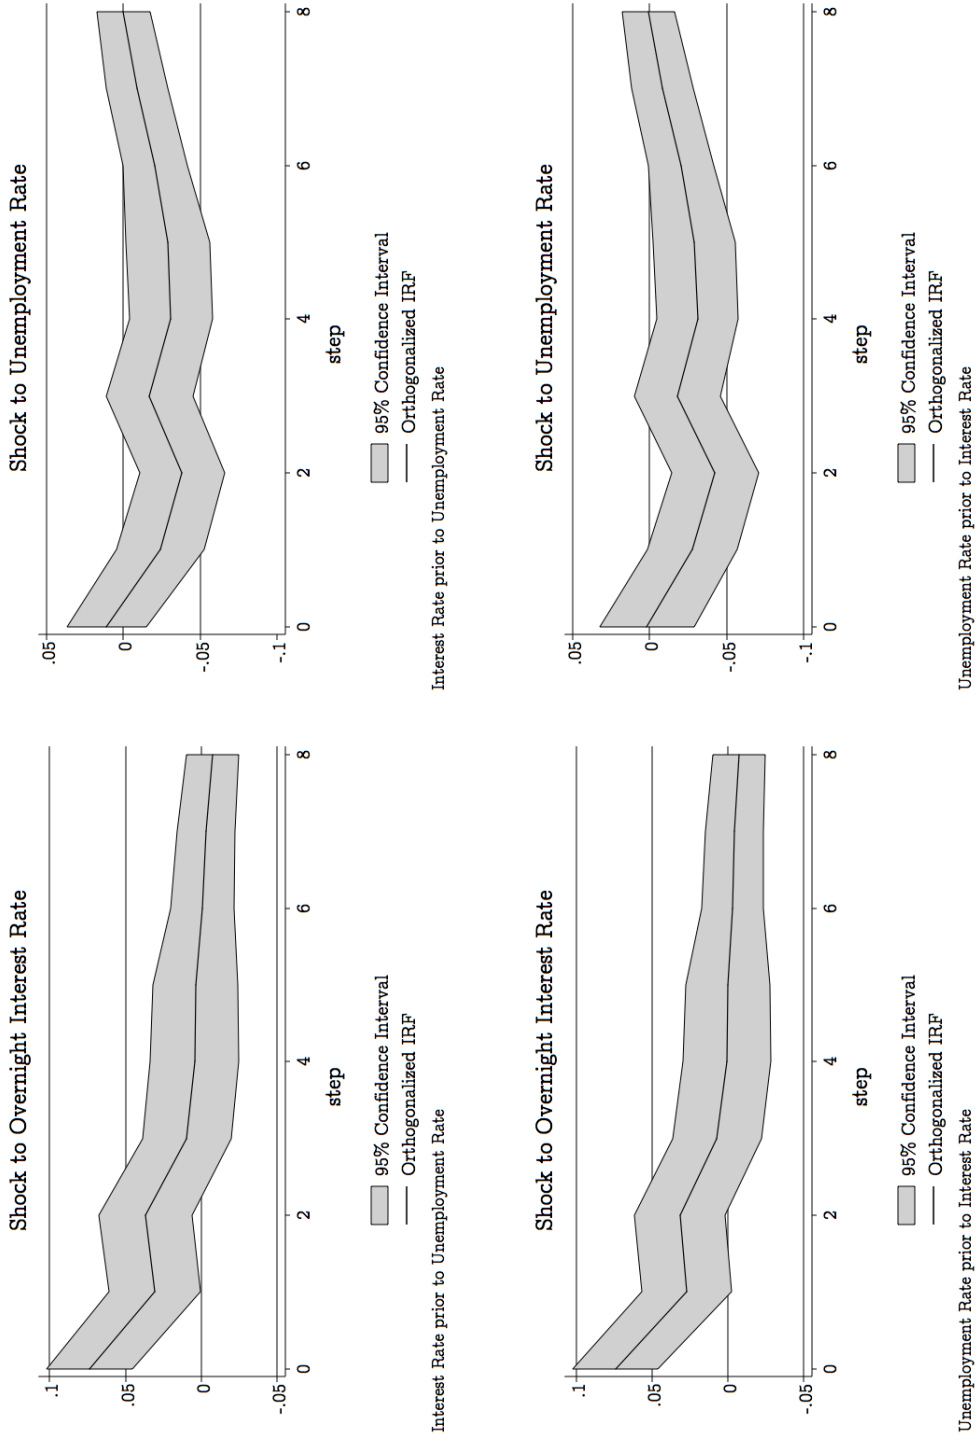 Shock to Overnight Interest Rate
.1
.05
0
-.05
0 2 4 6 8
step
95% Confidence Interval
Orthogonalized IRF
Interest Rate prior to Unemployment Rate
Shock to Unemployment Rate
.05
0
-.05
-.1
0 2 4 6 8
step
95% Confidence Interval
Orthogonalized IRF
Interest Rate prior to Unemployment Rate
Shock to Overnight Interest Rate
.1
.05
0
-.05
0 2 4 6 8
step
95% Confidence Interval
Orthogonalized IRF
Unemployment Rate prior to Interest Rate
Shock to Unemployment Rate
.05
0
-.05
-.1
0 2 4 6 8
step
95% Confidence Interval
Orthogonalized IRF
Unemployment Rate prior to Interest Rate